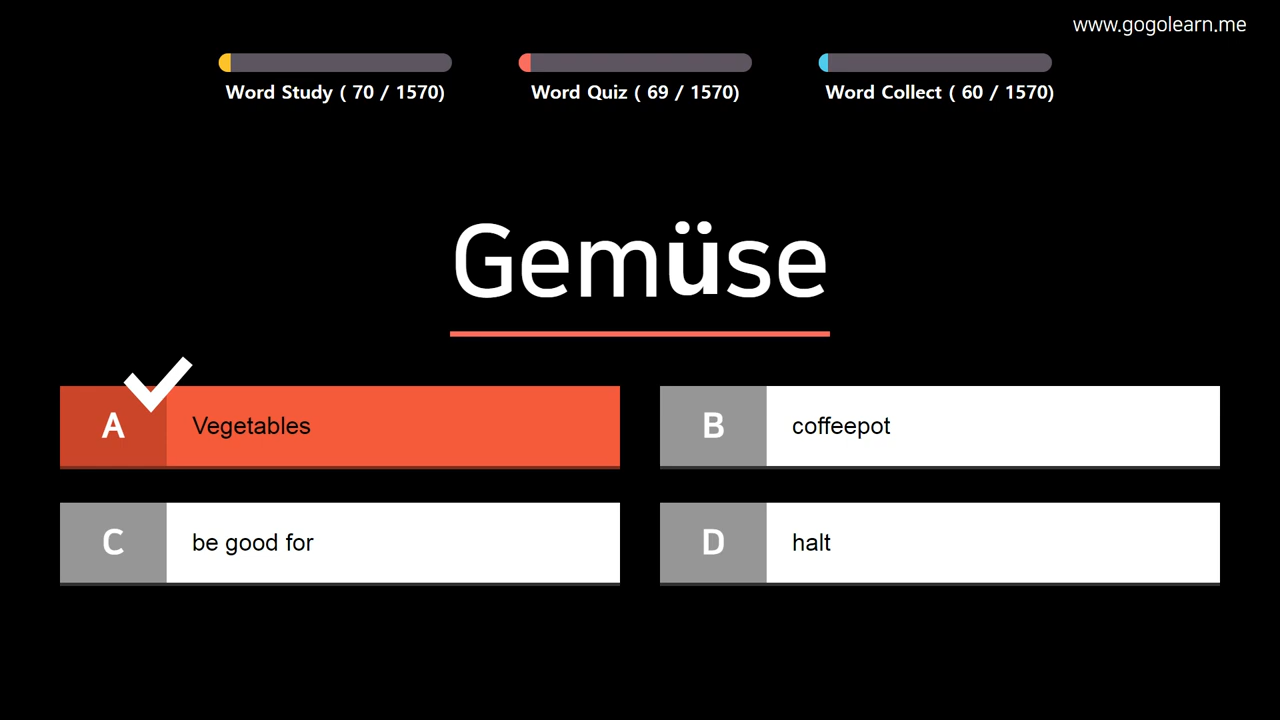 www.gogolearn.me
Word Study ( 70 / 1570)
Word Quiz ( 69 / 1570)
Word Collect ( 60 / 1570)
Gemüse
A Vegetables
B coffeepot
C be good for
D halt